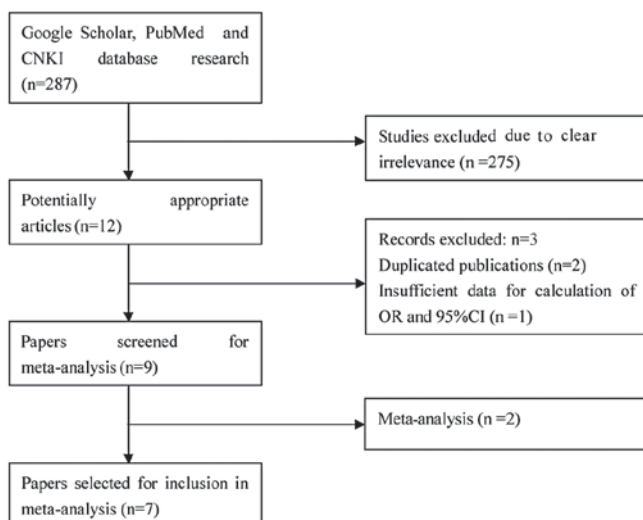 Google Scholar, PubMed and
CNKI database research
(n=287)
Studies excluded due to clear
irrelevance (n =275)
Potentially appropriate
articles (n=12)
Records excluded: n=3
Duplicated publications (n=2)
Insufficient data for calculation of
OR and 95%CI (n =1)
Papers screened for
meta-analysis (n=9)
Meta-analysis (n =2)
Papers selected for inclusion in
meta-analysis (n=7)